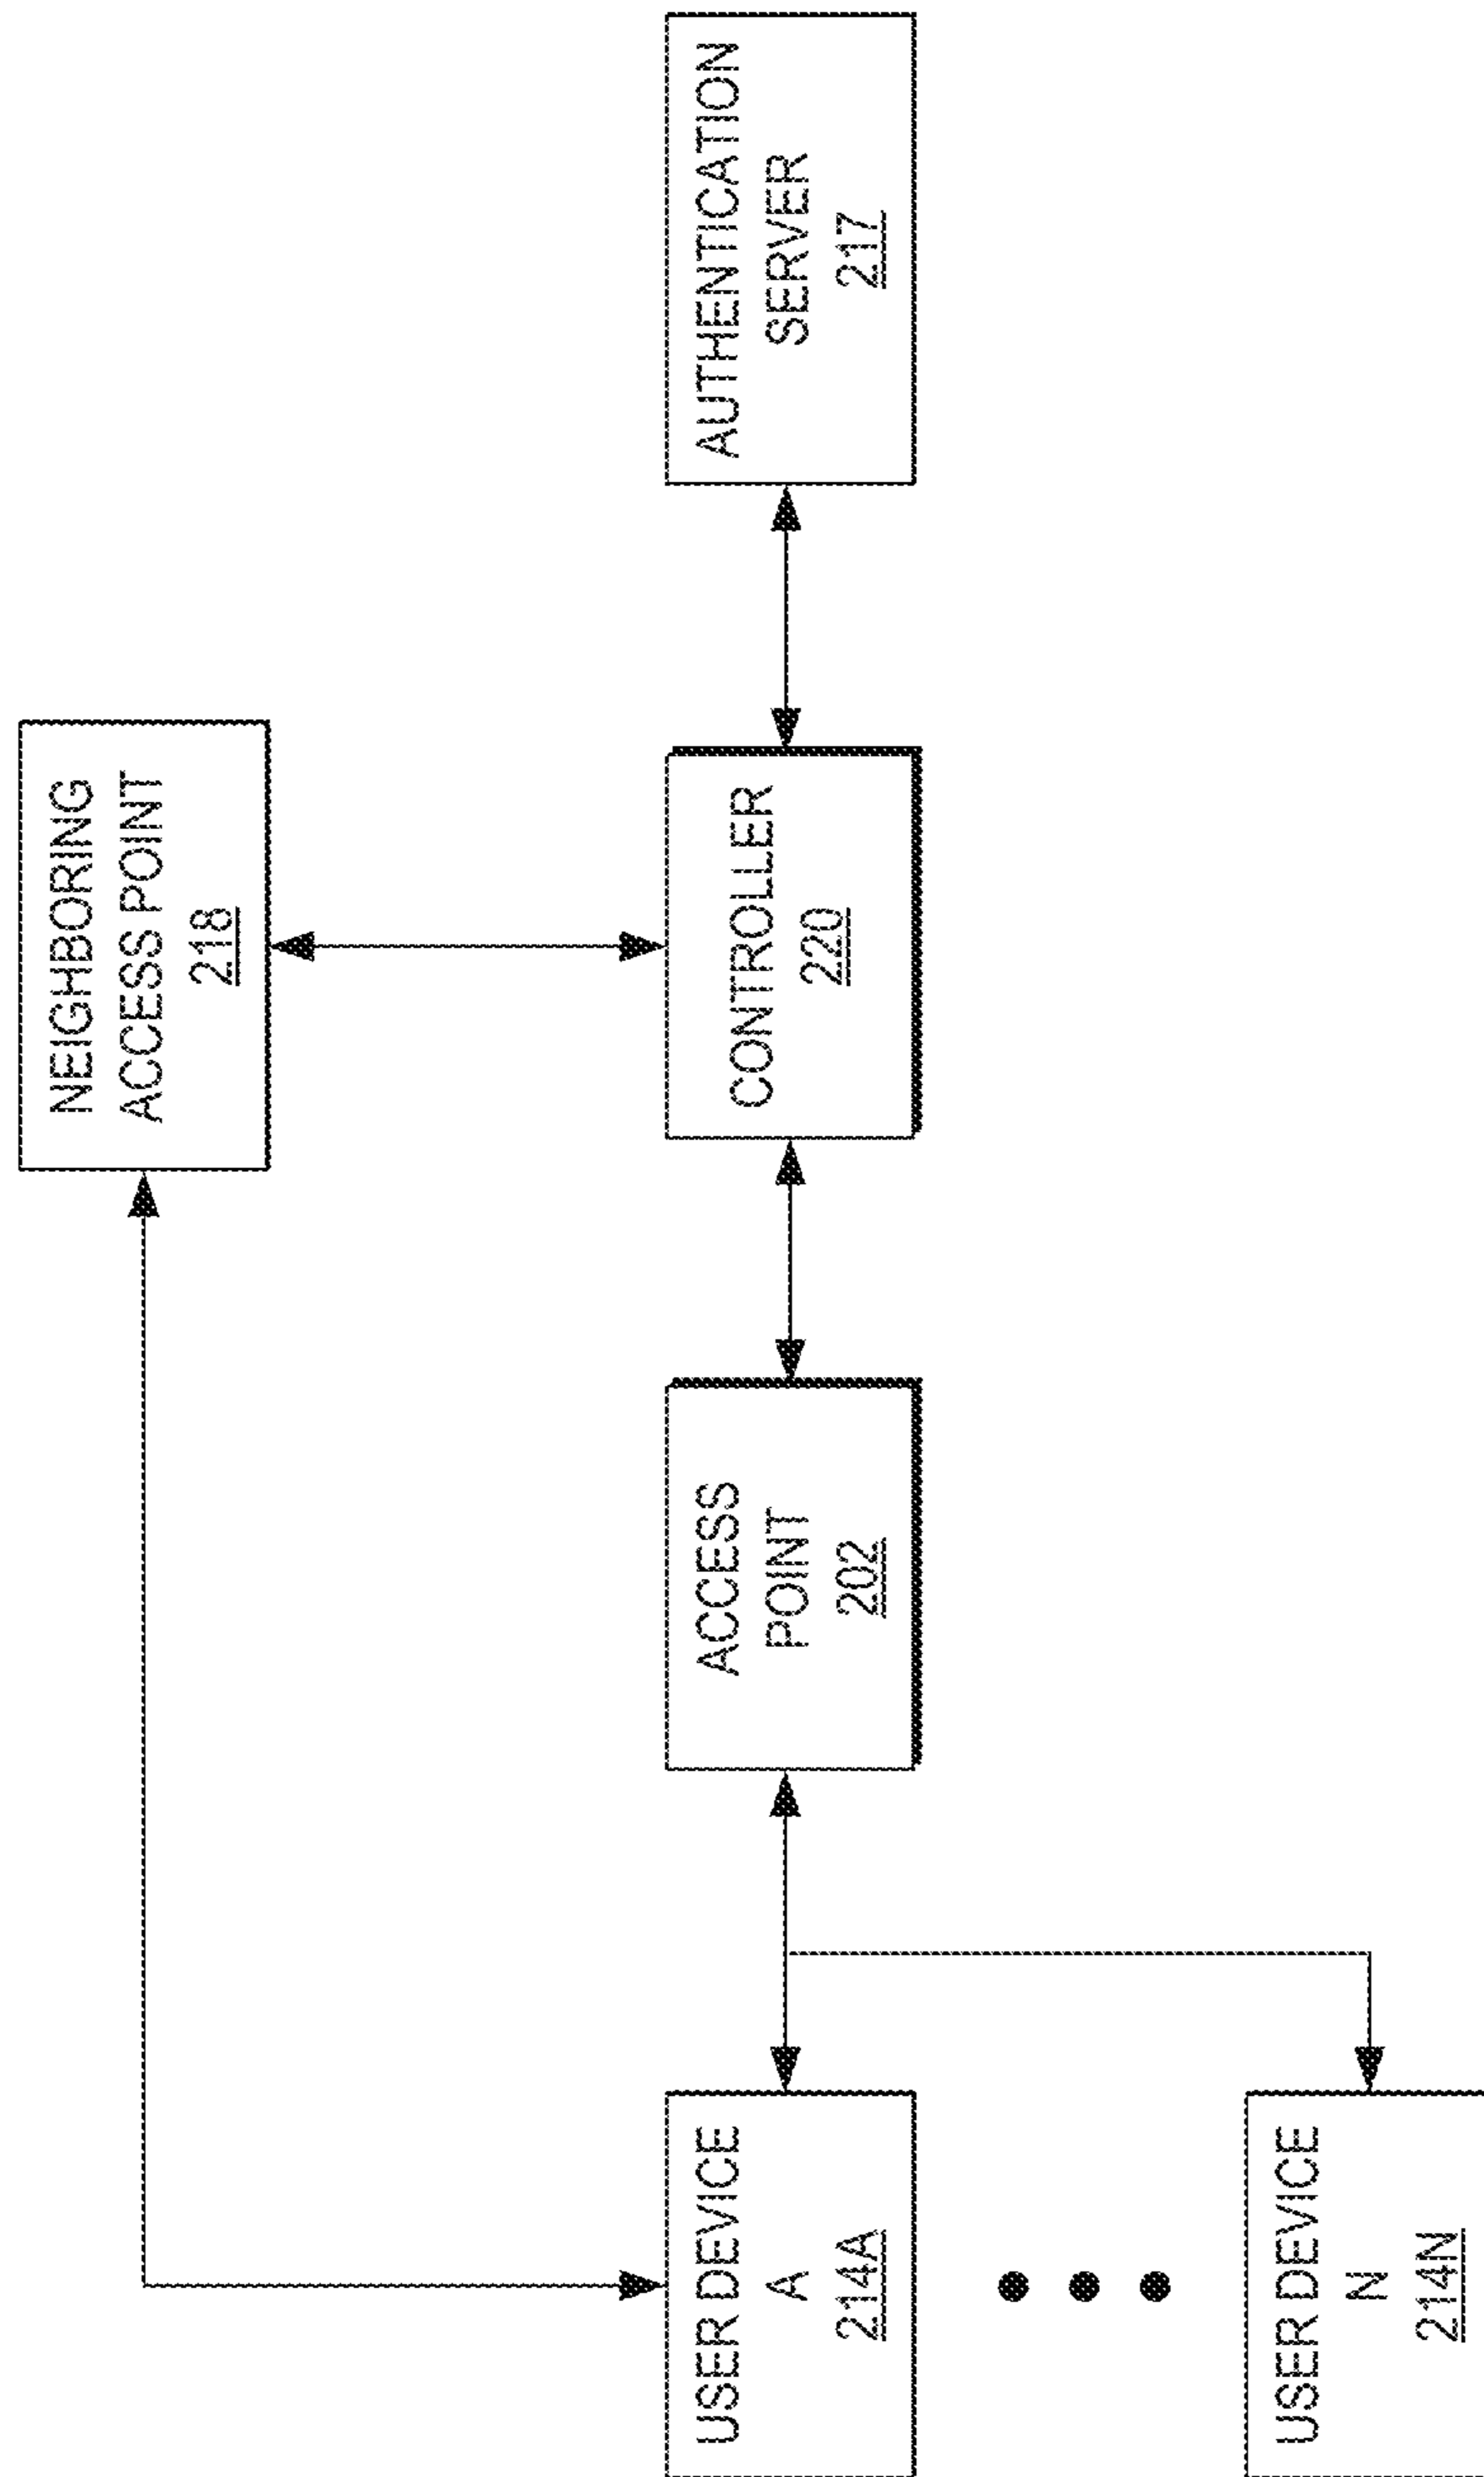 NEIGHBORING
ACCESS POINT
218
USER DEVICE
A
214A
ACCESS
POINT
202
CONTROLLER
220
AUTHENTICATION
SERVER
217
USER DEVICE
N
214N